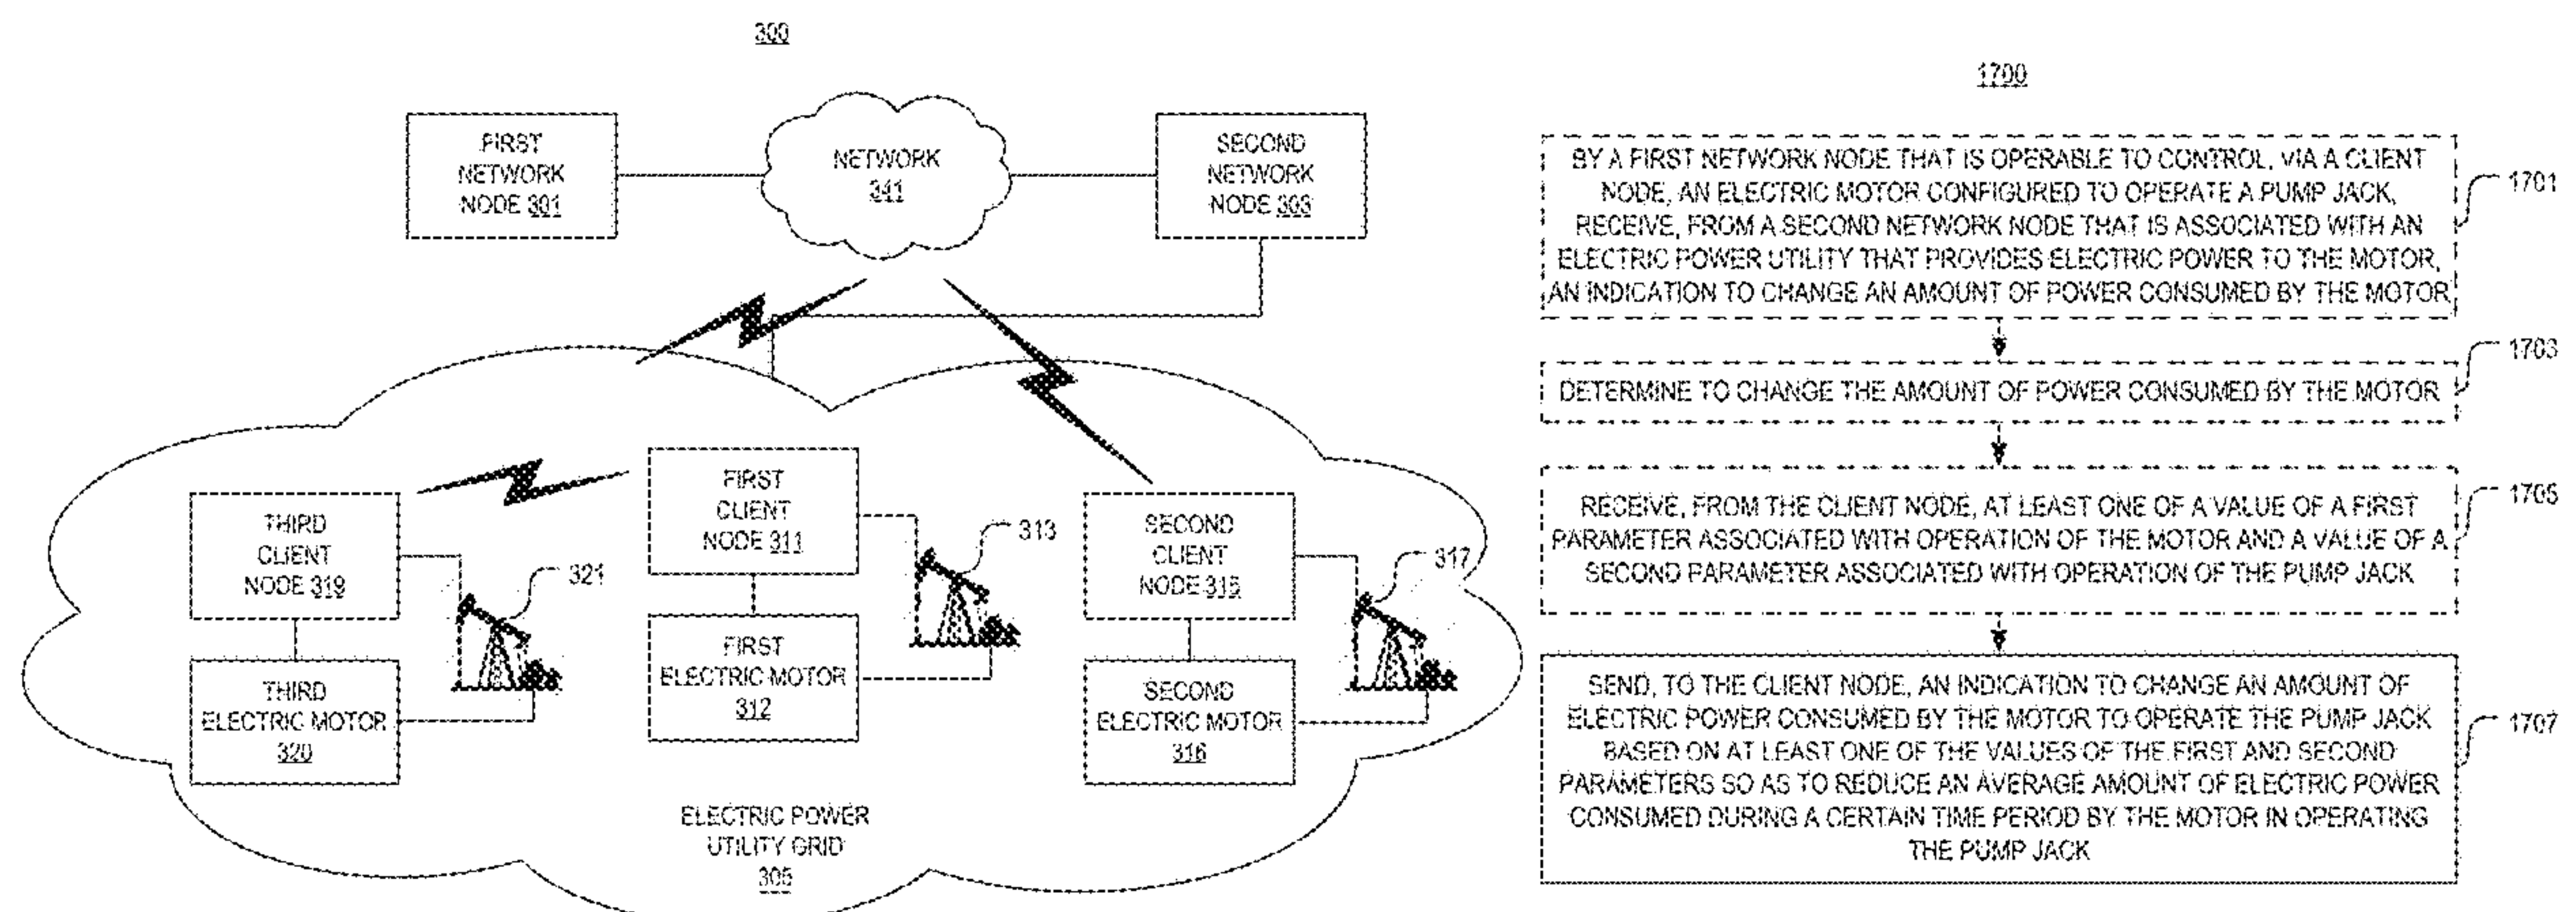 300
FIRST
NETWORK
NODE 301
NETWORK
341
SECOND
NETWORK
NODE 303
THIRD
CLIENT
NODE 319
321
THIRD
ELECTRIC MOTOR
320
FIRST
CLIENT
NODE 311
313
FIRST
ELECTRIC MOTOR
312
SECOND
CLIENT
NODE 315
317
SECOND
ELECTRIC MOTOR
316
ELECTRIC POWER
UTILITY GRID
305
1700
BY A FIRST NETWORK NODE THAT IS OPERABLE TO CONTROL, VIA A CLIENT
NODE, AN ELECTRIC MOTOR CONFIGURED TO OPERATE A PUMP JACK,
RECEIVE, FROM A SECOND NETWORK NODE THAT IS ASSOCIATED WITH AN
ELECTRIC POWER UTILITY THAT PROVIDES ELECTRIC POWER TO THE MOTOR,
AN INDICATION TO CHANGE AN AMOUNT OF POWER CONSUMED BY THE MOTOR
1701
DETERMINE TO CHANGE THE AMOUNT OF POWER CONSUMED BY THE MOTOR
1703
RECEIVE, FROM THE CLIENT NODE, AT LEAST ONE OF A VALUE OF A FIRST
PARAMETER ASSOCIATED WITH OPERATION OF THE MOTOR AND A VALUE OF A
SECOND PARAMETER ASSOCIATED WITH OPERATION OF THE PUMP JACK
1705
SEND, TO THE CLIENT NODE, AN INDICATION TO CHANGE AN AMOUNT OF
ELECTRIC POWER CONSUMED BY THE MOTOR TO OPERATE THE PUMP JACK
BASED ON AT LEAST ONE OF THE VALUES OF THE FIRST AND SECOND
PARAMETERS SO AS TO REDUCE AN AVERAGE AMOUNT OF ELECTRIC POWER
CONSUMED DURING A CERTAIN TIME PERIOD BY THE MOTOR IN OPERATING
THE PUMP JACK
1707